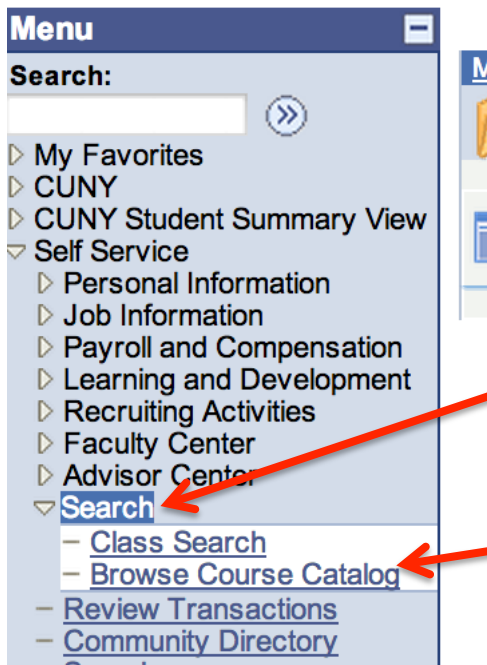 Menu
Search:
My Favorites
CUNY
CUNY Student Summary View
Self Service
Personal Information
Job Information
Payroll and Compensation
Learning and Development
Recruiting Activities
Faculty Center
Advisor Center
Search
Class Search
Browse Course Catalog
Review Transactions
Community Directory